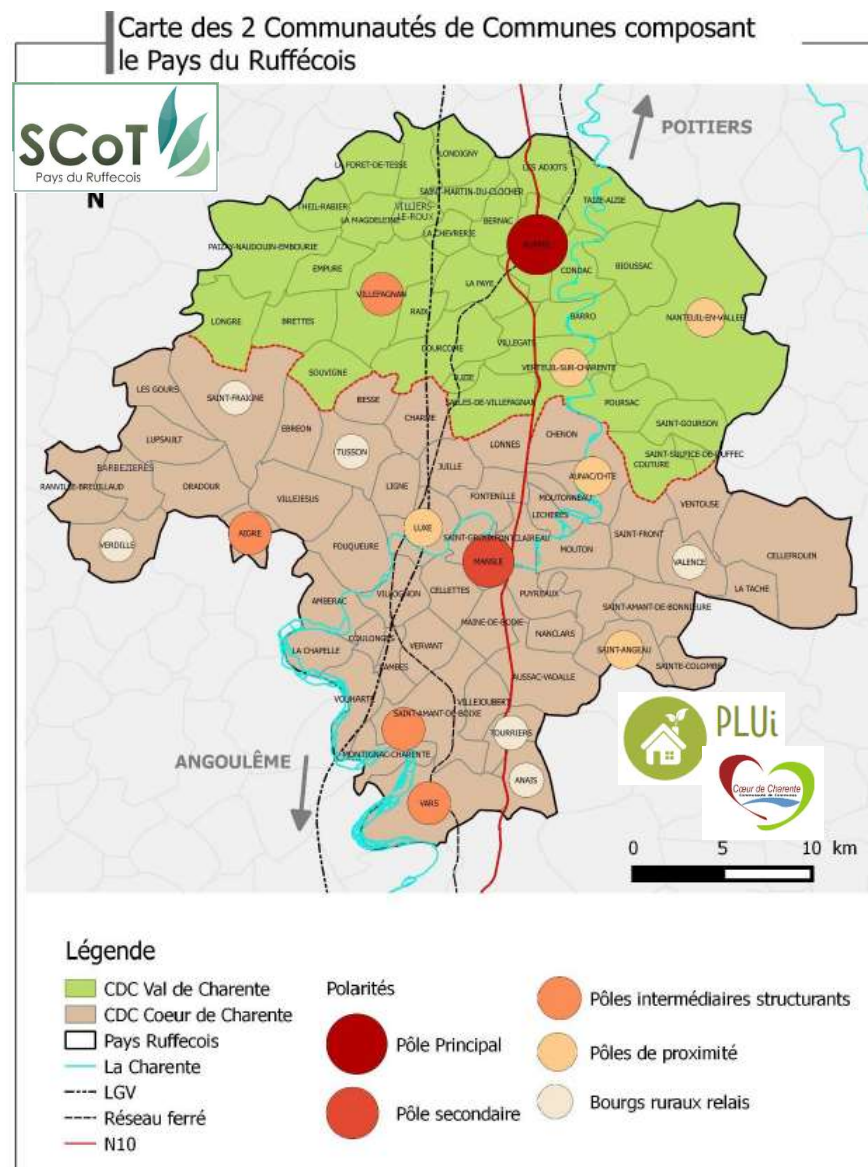 Carte des 2 Communautés de Communes composant
le Pays du Ruffécois
SCoT
Pays du Ruffecois
N
POITIERS
LONDIGNY
LA FORET-DE-TESSE
LES ADJOTS
SAINT-MARTIN-DU-CLOCHER
THEIL-RABIER
VILLIERS
-LE-ROUX
TAIZE-AIZIE
LA MAGDELEINE
BERNAC
LA CHEVRERIE
PAIZAY-NAUDOUIN-EMBOURIE
RUFFEC
EMPURE
CONDAC
BIOUSSAC
LA FAYE
VILLEFAGNAN
RAIX
BARRO
NANTEUIL-EN-VALLEE
LONGRE
BRETTES
VILLEGATS
COURCOME
VERTEUIL-SUR-CHARENTE
SOUVIGNE
TUZIE
LES GOURS
SAINT-FRAIGNE
BESSE
SALLES-DE-VILLEFAGNAN
POURSAC
CHARME
SAINT-GOURSON
EBREON
LUPSAULT
LONNES
CHENON
TUSSON
SAINT-SULPICE-DE-RUFFEC
COUTURE
BARBEZIERES
JUILLE
AUNAC/CHTE
RANVILLE-BREUILLAUD
ORADOUR
LIGNE
VILLEJESUS
FONTENILLE
MOUTONNEAU
VENTOUSE
LICHERES
LUXE
AIGRE
SAINT-GROUX
FONTCLAIREAU
SAINT-FRONT
VERDILLE
FOUQUEURE
MOUTON
CELLEFROUIN
MANSLE
VALENCE
LA TACHE
VILLOGNON
CELLETTES
PUYREAUX
AMBERAC
SAINT-AMANT-DE-BONNIEURE
MAINE-DE-BOIXE
NANCLARS
COULONGES
LA CHAPELLE
VERVANT
SAINT-ANGEAU
SAINTE-COLOMBE
XAMBES
AUSSAC-VADALLE
VOUHARTE
VILLEJOUBERT
SAINT-AMANT-DE-BOIXE
TOURRIERS
PLUi
MONTIGNAC-CHARENTE
ANGOULÊME
ANAIS
Cœur de Charente
Communauté de Communes
VARS
0 5 10 km
Légende
CDC Val de Charente
CDC Coeur de Charente
Pays Ruffecois
La Charente
LGV
Réseau ferré
N10
Polarités
Pôle Principal
Pôle secondaire
Pôles intermédiaires structurants
Pôles de proximité
Bourgs ruraux relais